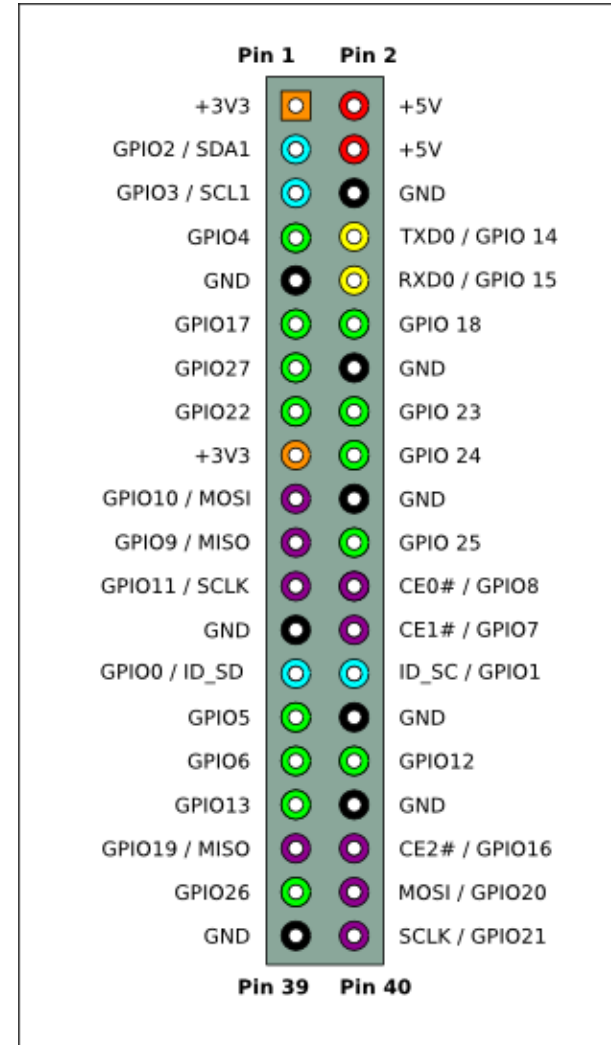 Pin 1 Pin 2
+3V3 +5V
GPIO2 / SDA1 +5V
GPIO3 / SCL1 GND
GPIO4 TXD0 / GPIO 14
GND RXD0 / GPIO 15
GPIO17 GPIO 18
GPIO27 GND
GPIO22 GPIO 23
+3V3 GPIO 24
GPIO10 / MOSI GND
GPIO9 / MISO GPIO 25
GPIO11 / SCLK CE0# / GPIO8
GND CE1# / GPIO7
GPIO0 / ID_SD ID_SC / GPIO1
GPIO5 GND
GPIO6 GPIO12
GPIO13 GND
GPIO19 / MISO CE2# / GPIO16
GPIO26 MOSI / GPIO20
GND SCLK / GPIO21
Pin 39 Pin 40